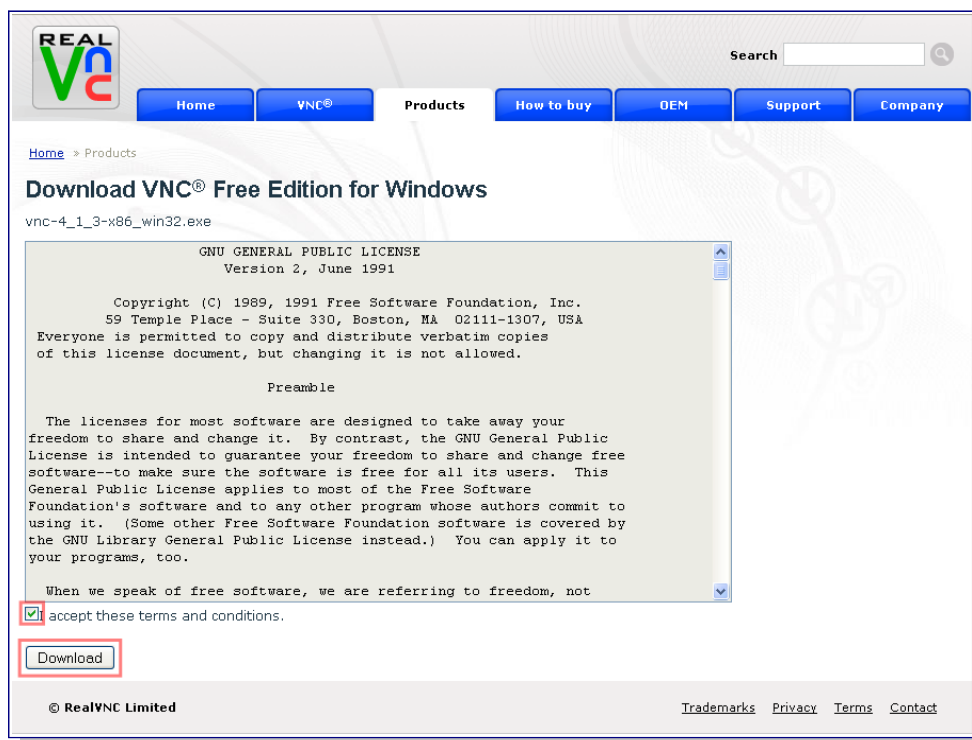 REAL
VNC
Search
Home VNC® Products How to buy OEM Support Company
Home » Products
Download VNC® Free Edition for Windows
vnc-4_1_3-x86_win32.exe
GNU GENERAL PUBLIC LICENSE
Version 2, June 1991
Copyright (C) 1989, 1991 Free Software Foundation, Inc.
59 Temple Place - Suite 330, Boston, MA 02111-1307, USA
Everyone is permitted to copy and distribute verbatim copies
of this license document, but changing it is not allowed.
Preamble
The licenses for most software are designed to take away your
freedom to share and change it. By contrast, the GNU General Public
License is intended to guarantee your freedom to share and change free
software--to make sure the software is free for all its users. This
General Public License applies to most of the Free Software
Foundation's software and to any other program whose authors commit to
using it. (Some other Free Software Foundation software is covered by
the GNU Library General Public License instead.) You can apply it to
your programs, too.
When we speak of free software, we are referring to freedom, not
I accept these terms and conditions.
Download
© RealVNC Limited
Trademarks Privacy Terms Contact